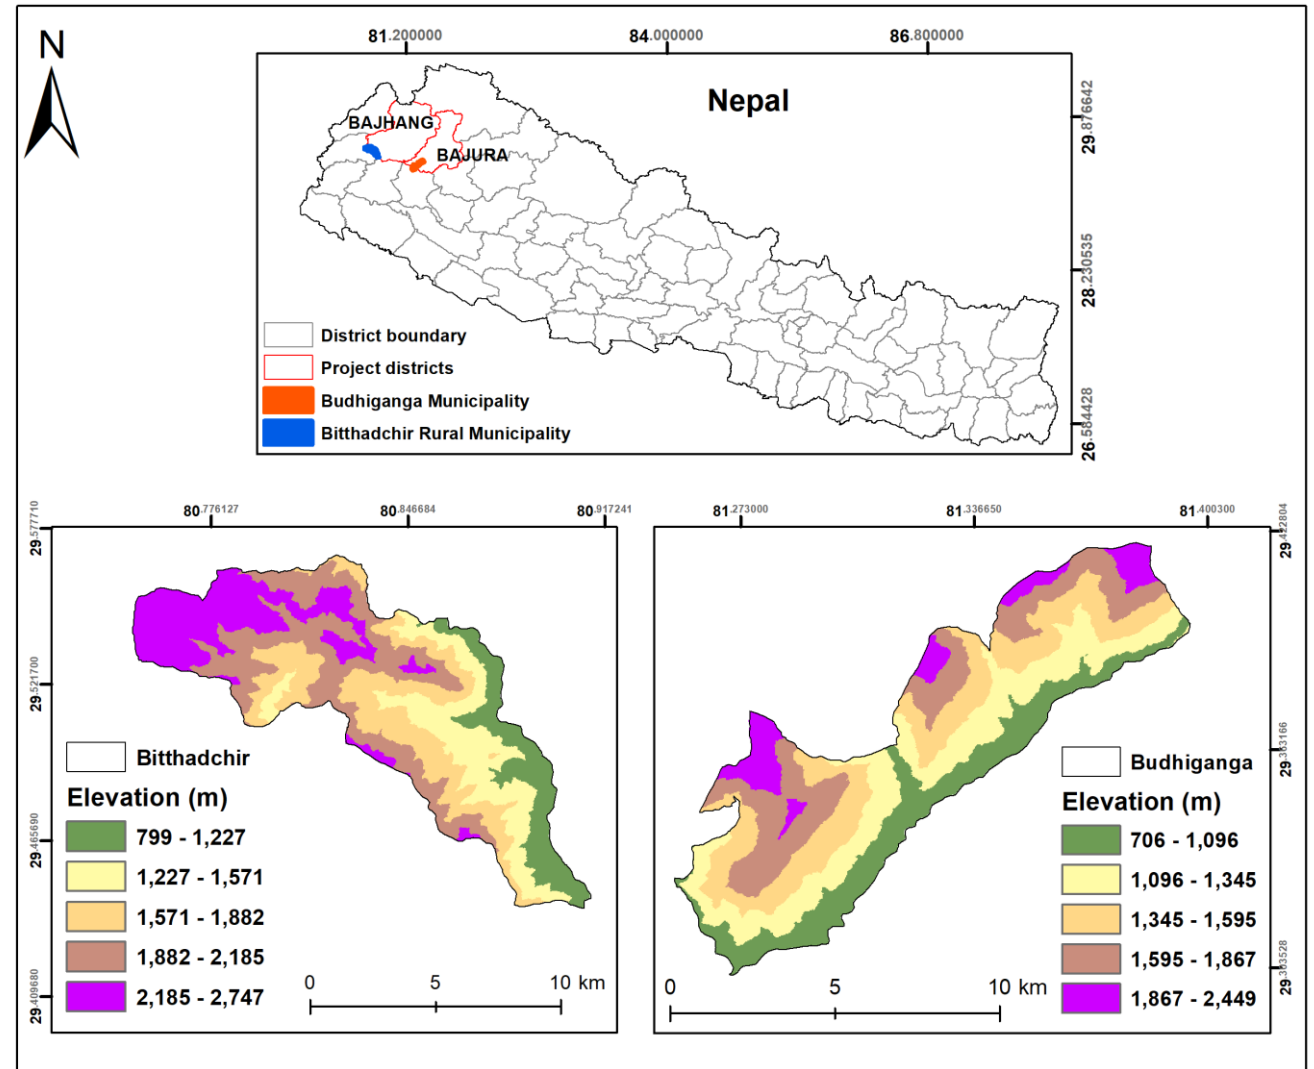 N
81.200000 84.000000 86.800000
Nepal
BAJHANG
BAJURA
29.876642
28.230535
26.584428
District boundary
Project districts
Budhiganga Municipality
Bitthadchir Rural Municipality
80.776127 80.846684 80.917241
29.577710
29.521700
29.465690
29.409680
Bitthadchir
Elevation (m)
799 - 1,227
1,227 - 1,571
1,571 - 1,882
1,882 - 2,185
2,185 - 2,747
0 5 10 km
81.273000 81.336650 81.400300
29.422804
29.363166
29.303528
Budhiganga
Elevation (m)
706 - 1,096
1,096 - 1,345
1,345 - 1,595
1,595 - 1,867
1,867 - 2,449
0 5 10 km